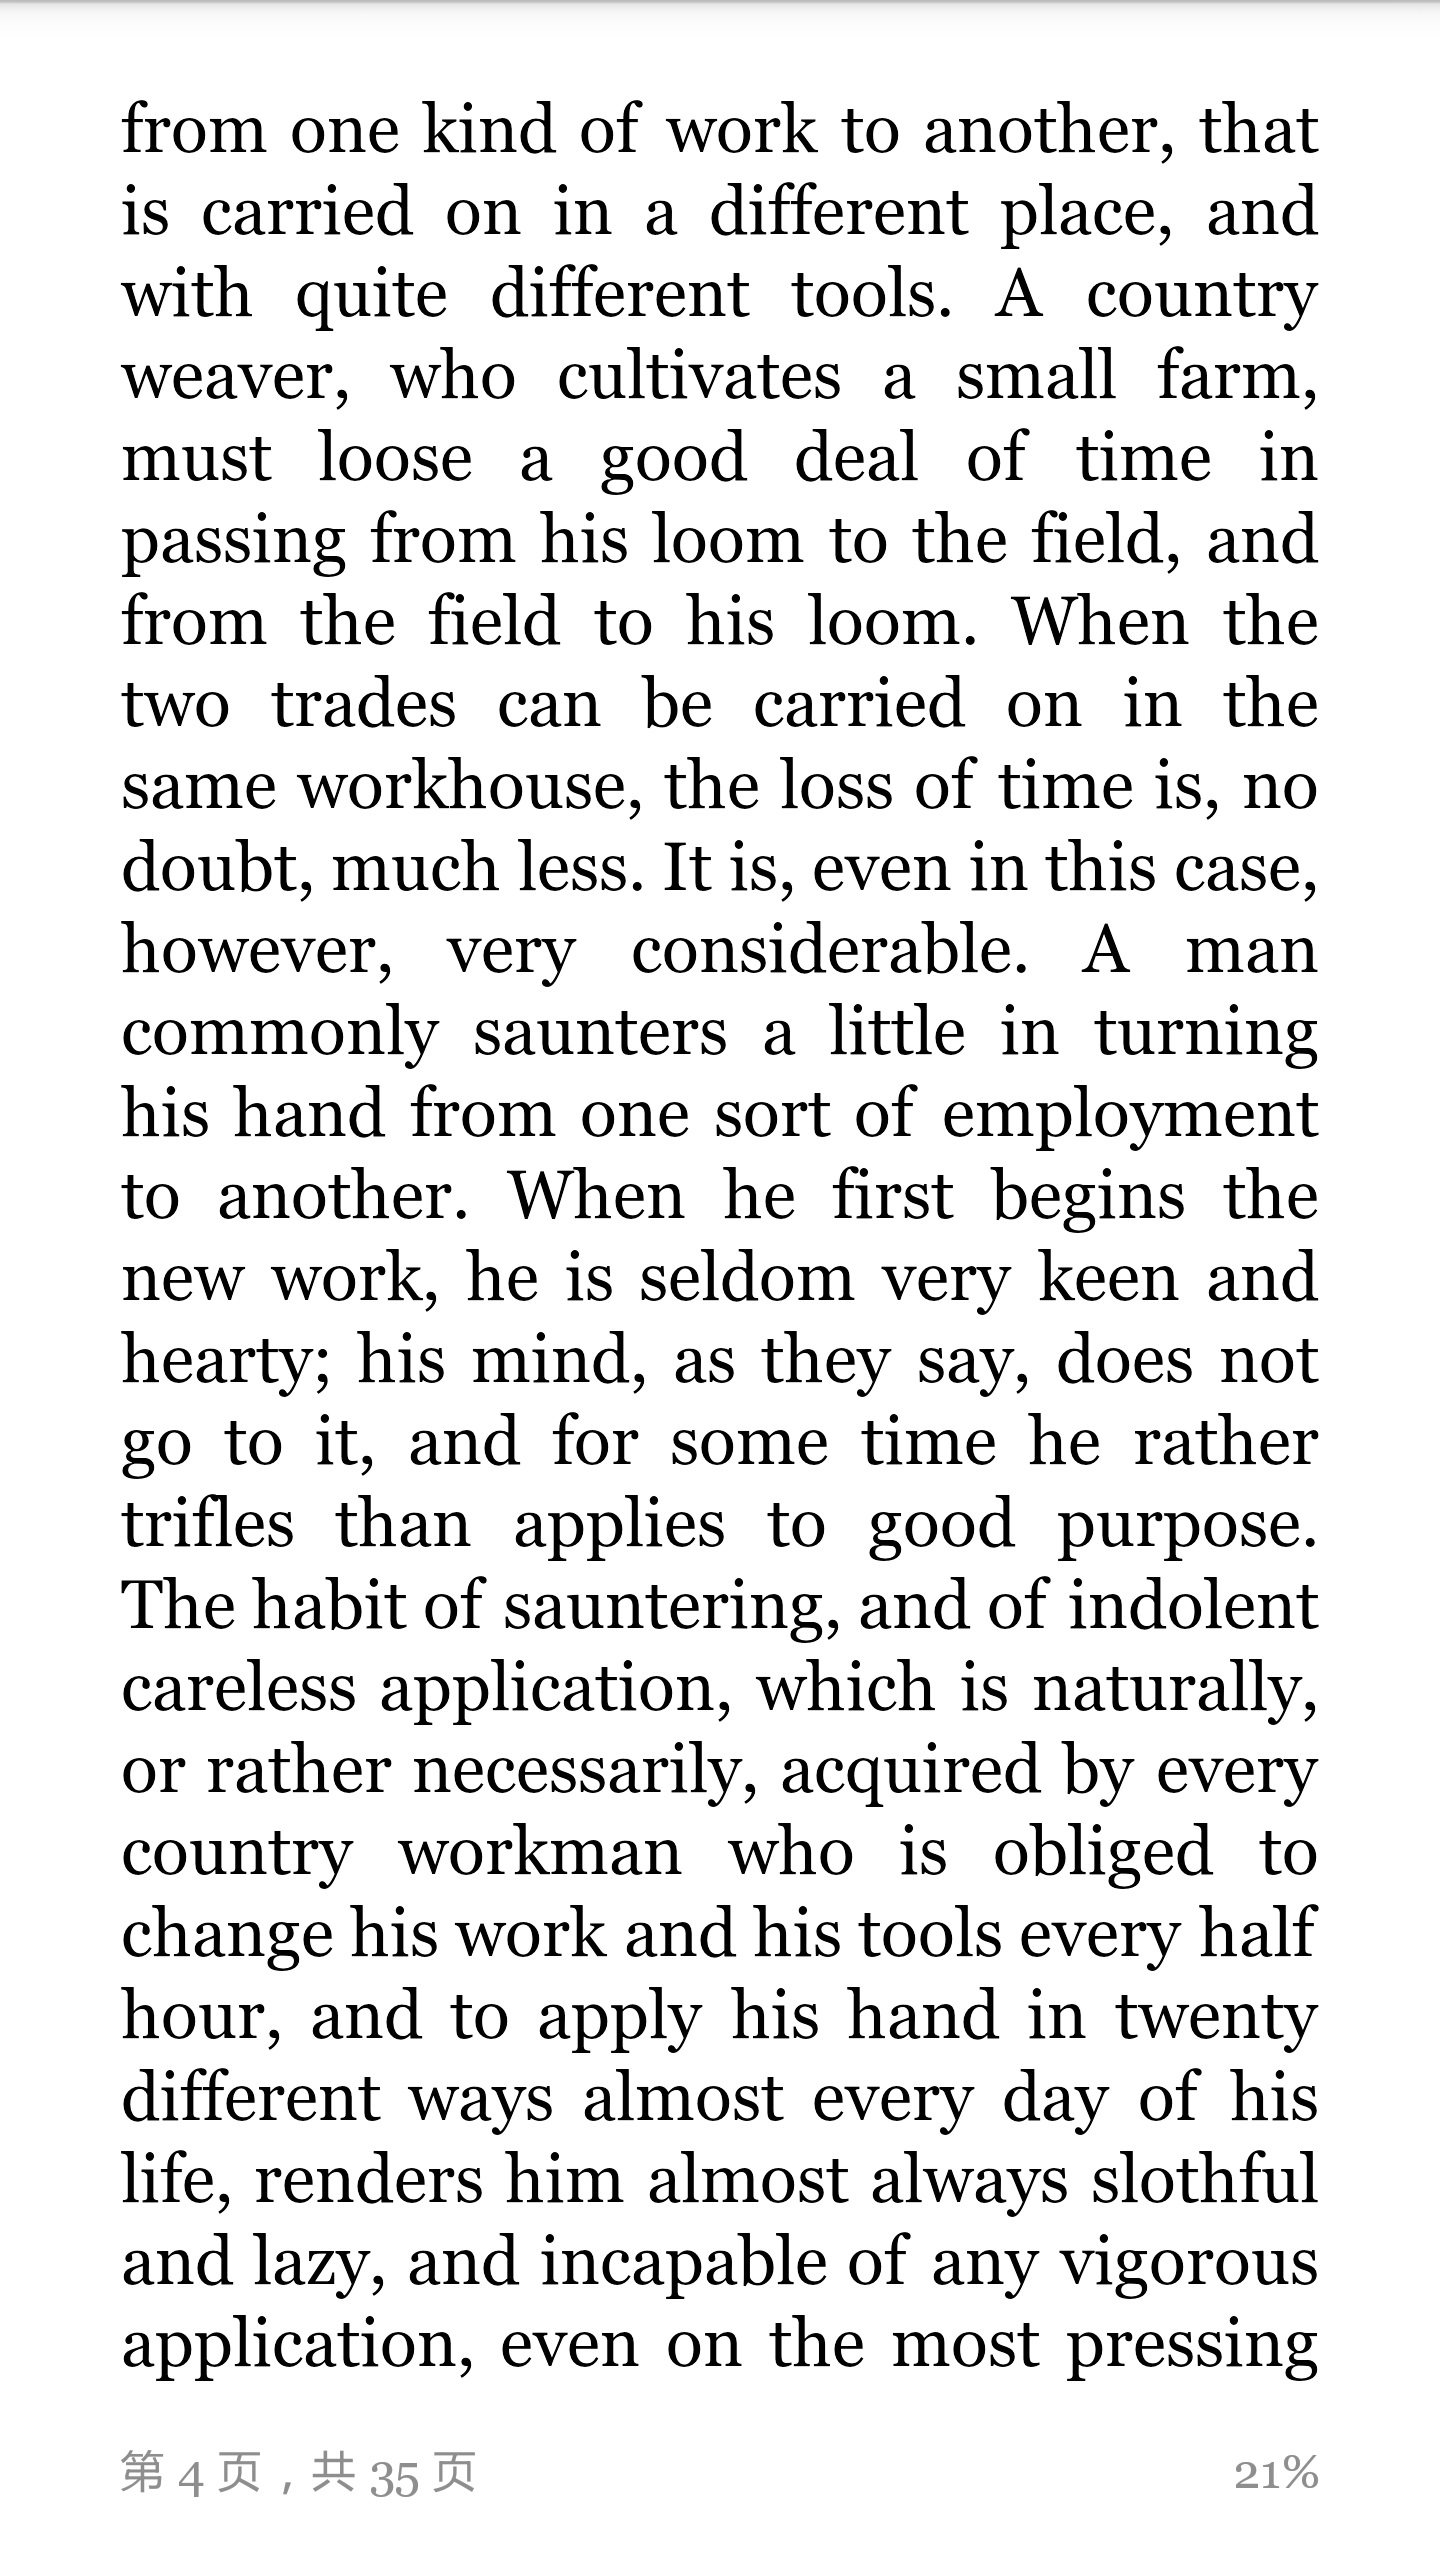 from one kind of work to another, that
is carried on in a different place, and
with quite different tools. A country
weaver, who cultivates a small farm,
must loose a good deal of time in
passing from his loom to the field, and
from the field to his loom. When the
two trades can be carried on in the
same workhouse, the loss of time is, no
doubt, much less. It is, even in this case,
however, very considerable. A man
commonly saunters a little in turning
his hand from one sort of employment
to another. When he first begins the
new work, he is seldom very keen and
hearty; his mind, as they say, does not
go to it, and for some time he rather
trifles than applies to good purpose.
The habit of sauntering, and of indolent
careless application, which is naturally,
or rather necessarily, acquired by every
country workman who is obliged to
change his work and his tools every half
hour, and to apply his hand in twenty
different ways almost every day of his
life, renders him almost always slothful
and lazy, and incapable of any vigorous
application, even on the most pressing
第 4 页，共 35 页 21%